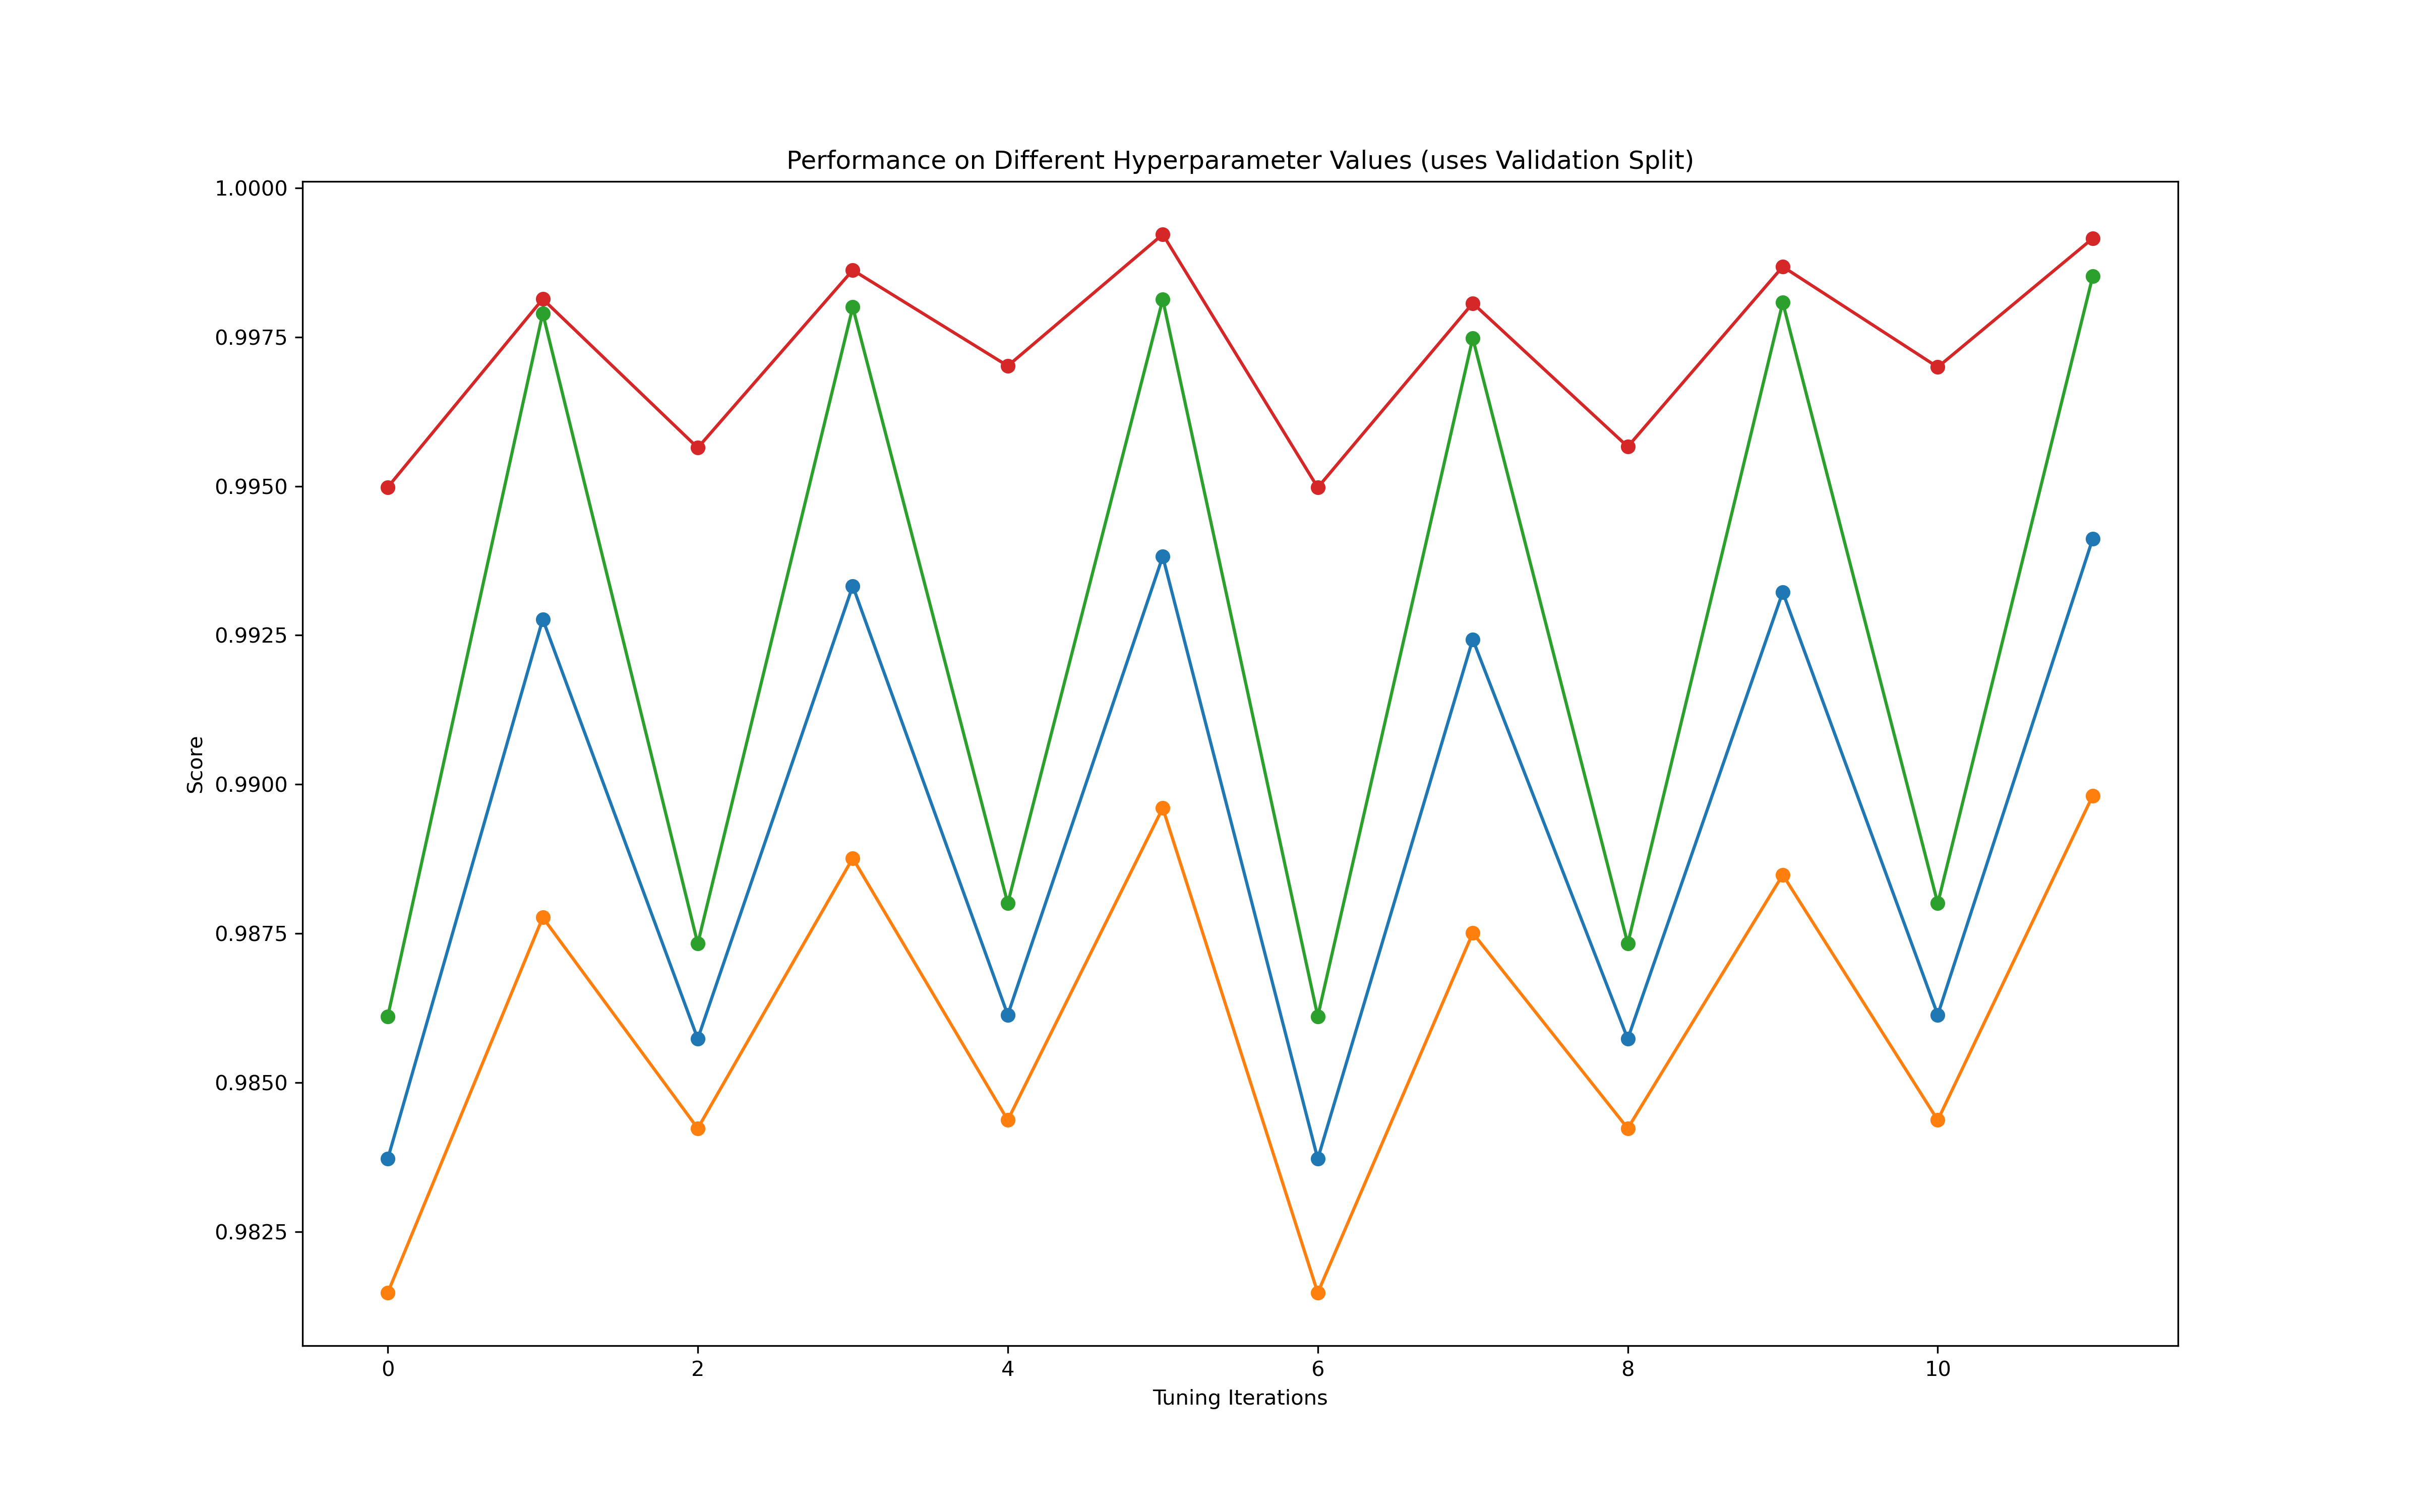 Performance on Different Hyperparameter Values (uses Validation Split)
1.0000
0.9975
0.9950
0.9925
0.9900
0.9875
0.9850
0.9825
Score
0 2 4 6 8 10
Tuning Iterations